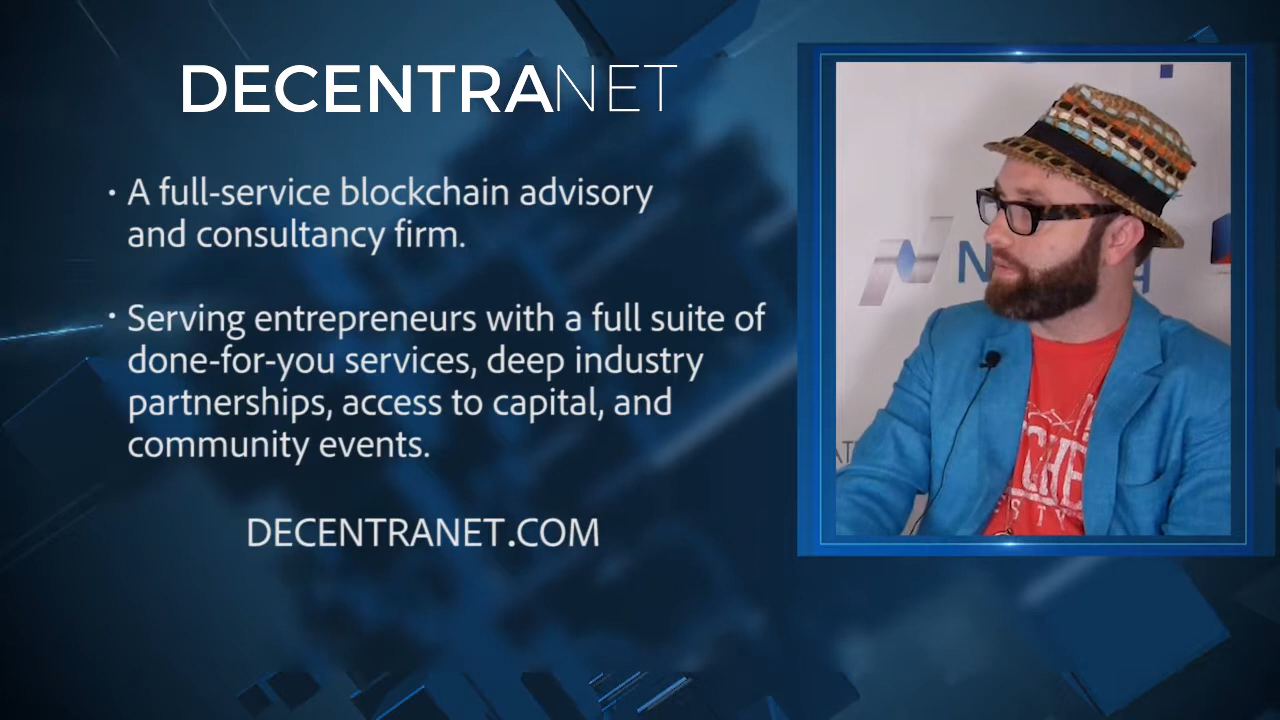 DECENTRANET
· A full-service blockchain advisory
and consultancy firm.
· Serving entrepreneurs with a full suite of
done-for-you services, deep industry
partnerships, access to capital, and
community events.
DECENTRANET.COM